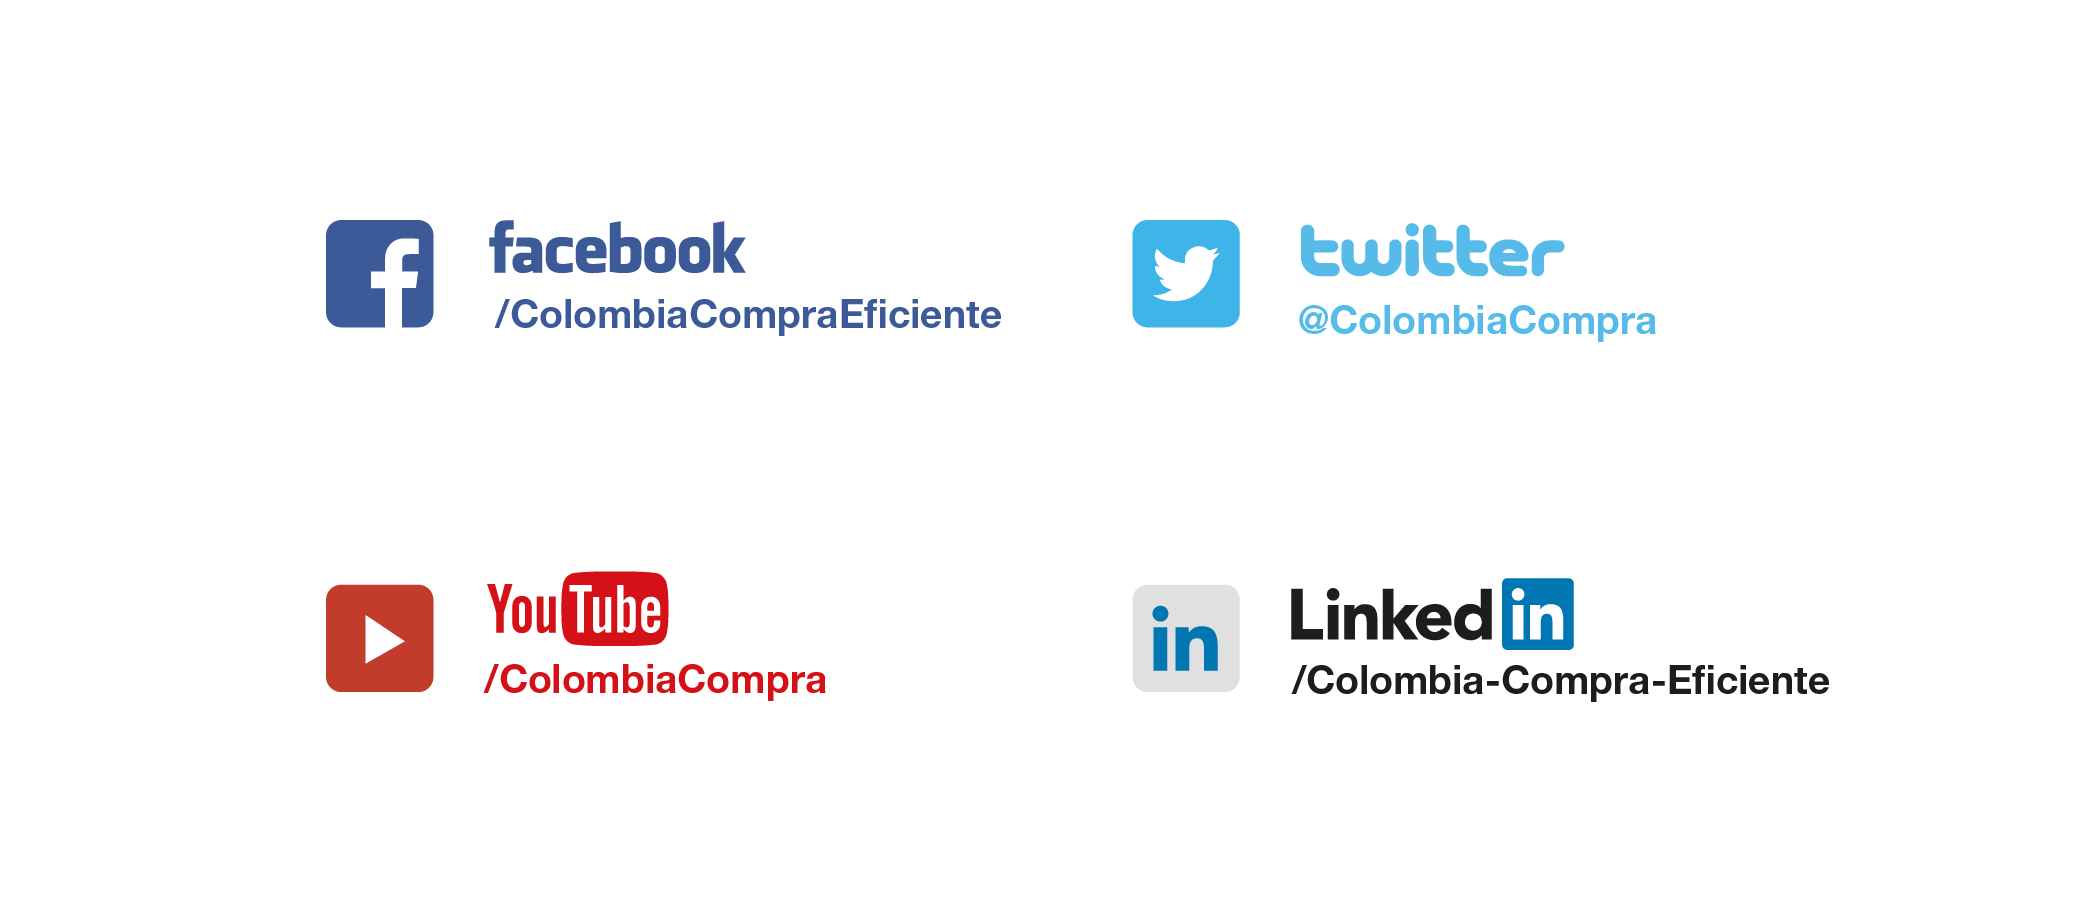 facebook
/ColombiaCompraEficiente
twitter
@ColombiaCompra
YouTube
/ColombiaCompra
in
Linkedin
/Colombia-Compra-Eficiente